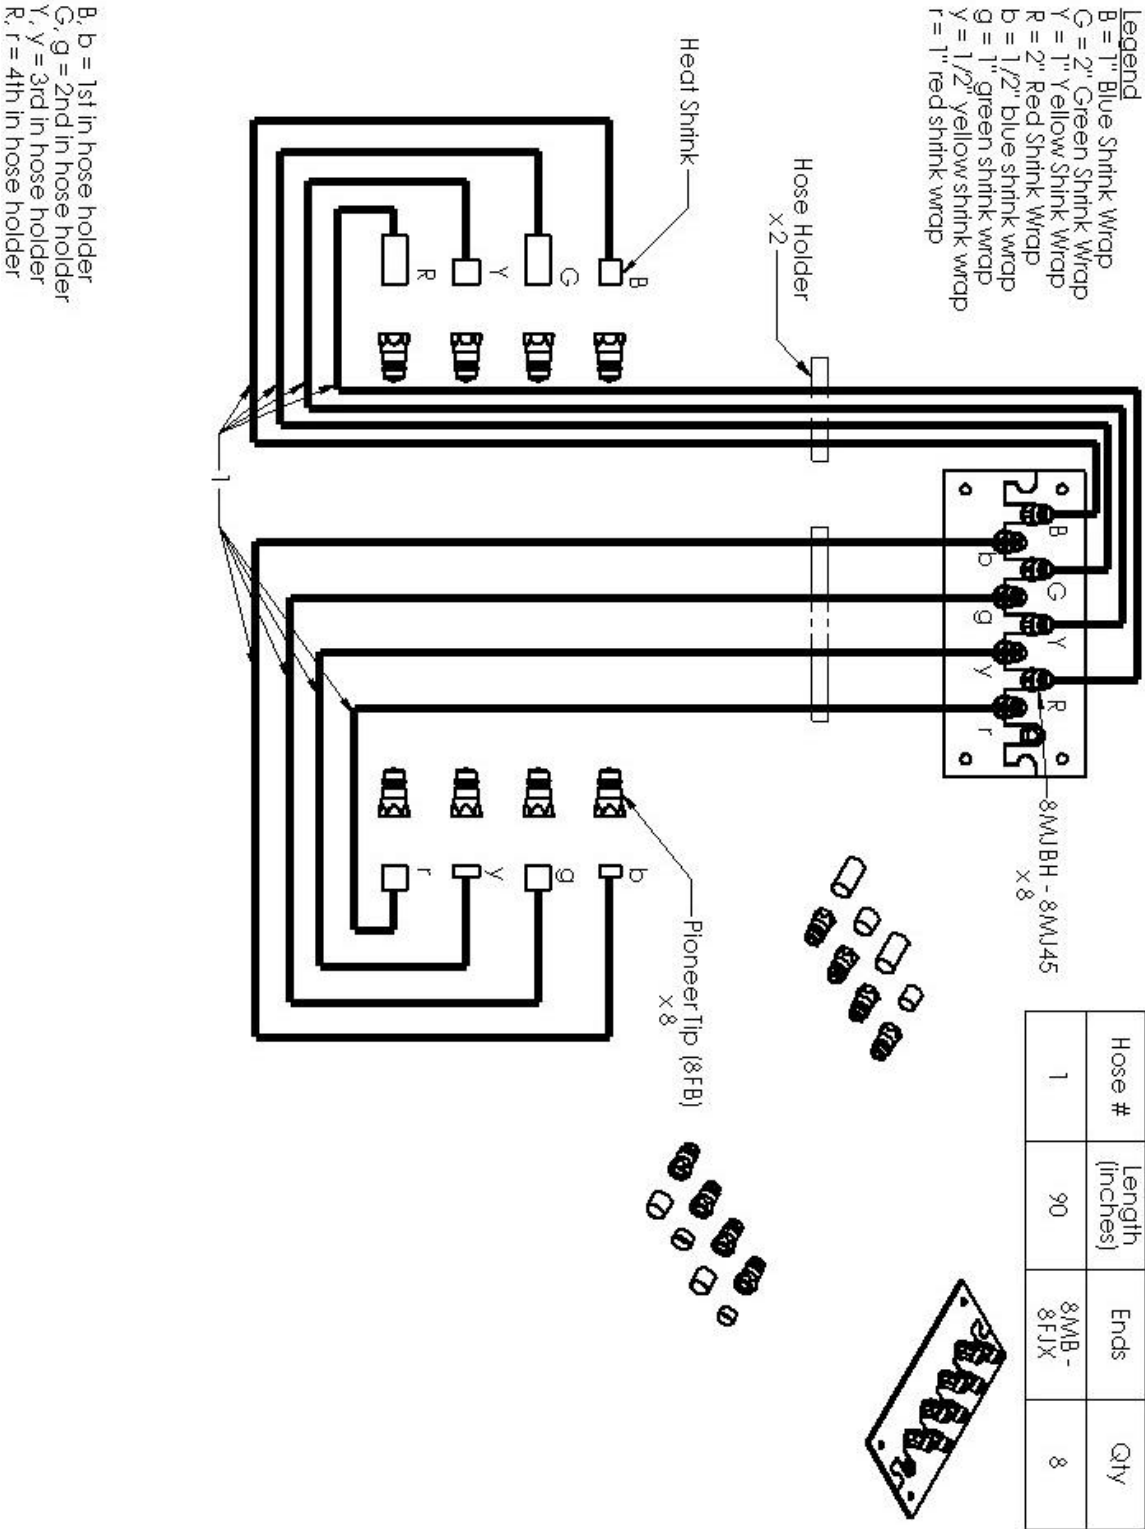 Legend
B = 1" Blue Shrink Wrap
G = 2" Green Shrink Wrap
Y = 1" Yellow Shink Wrap
R = 2" Red Shrink Wrap
b = 1/2" blue shrink wrap
g = 1" green shrink wrap
y = 1/2" yellow shrink wrap
r = 1" red shrink wrap
Hose Holder
x2
Heat Shrink
B
G
Y
R
B, b = 1st in hose holder
G, g = 2nd in hose holder
Y, y = 3rd in hose holder
R, r = 4th in hose holder
1
B
b
G
g
Y
y
R
r
8MJBH - 8MJ45
x8
b
g
y
r
Pioneer Tip (8FB)
x8
Hose # Length (inches) Ends Qty
1 90 8MB - 8FJX 8